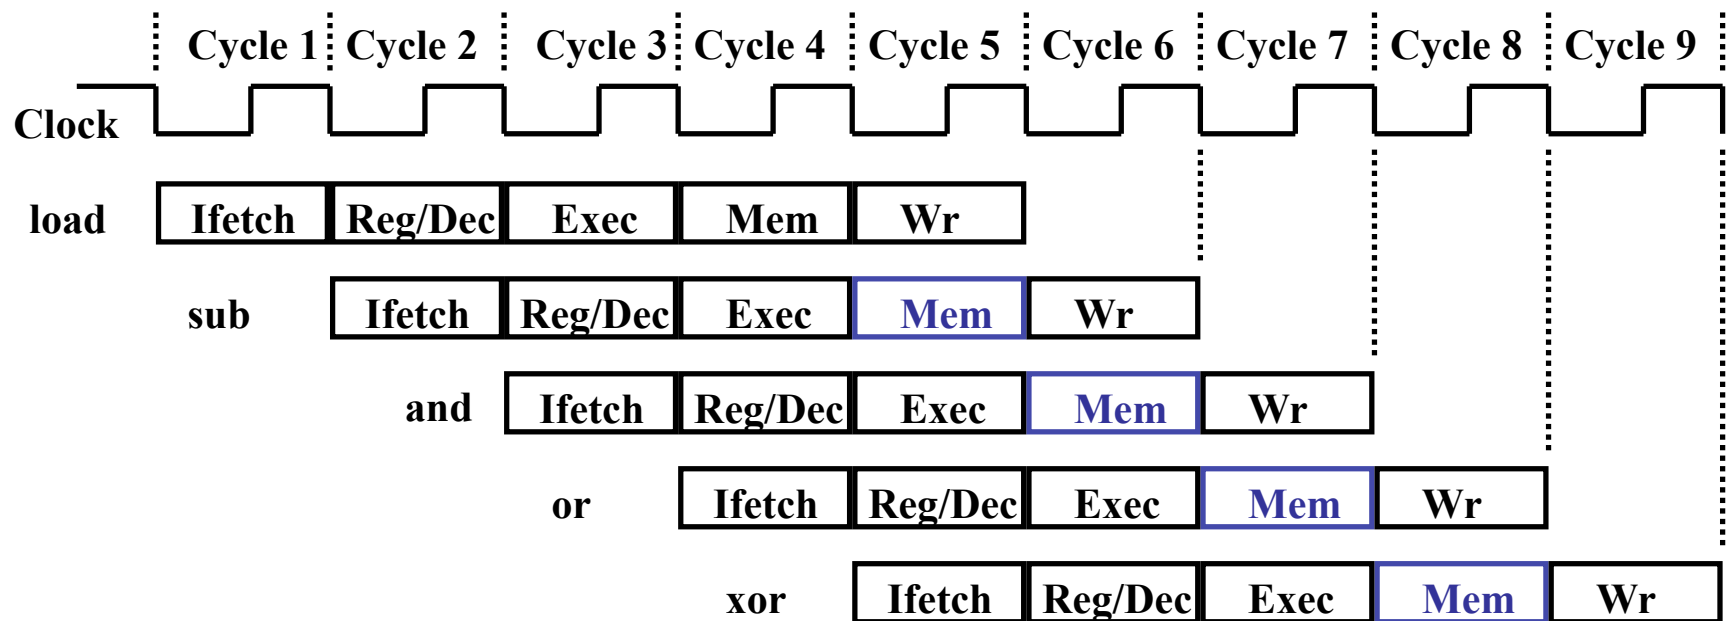 Cycle 1 Cycle 2 Cycle 3 Cycle 4 Cycle 5 Cycle 6 Cycle 7 Cycle 8 Cycle 9
Clock
load Ifetch Reg/Dec Exec Mem Wr
sub Ifetch Reg/Dec Exec Mem Wr
and Ifetch Reg/Dec Exec Mem Wr
or Ifetch Reg/Dec Exec Mem Wr
xor Ifetch Reg/Dec Exec Mem Wr